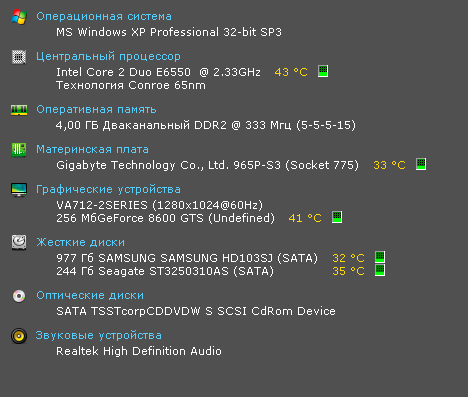 Операционная система
MS Windows XP Professional 32-bit SP3
Центральный процессор
Intel Core 2 Duo E6550 @ 2.33GHz 43 °C
Технология Conroe 65nm
Оперативная память
4,00 ГБ Дваканальный DDR2 @ 333 Мгц (5-5-5-15)
Материнская плата
Gigabyte Technology Co., Ltd. 965P-S3 (Socket 775) 33 °C
Графические устройства
VA712-2SERIES (1280x1024@60Hz)
256 МбGeForce 8600 GTS (Undefined) 41 °C
Жесткие диски
977 Гб SAMSUNG SAMSUNG HD103SJ (SATA) 32 °C
244 Гб Seagate ST3250310AS (SATA) 35 °C
Оптические диски
SATA TSSTcorpCDDVDW S SCSI CdRom Device
Звуковые устройства
Realtek High Definition Audio